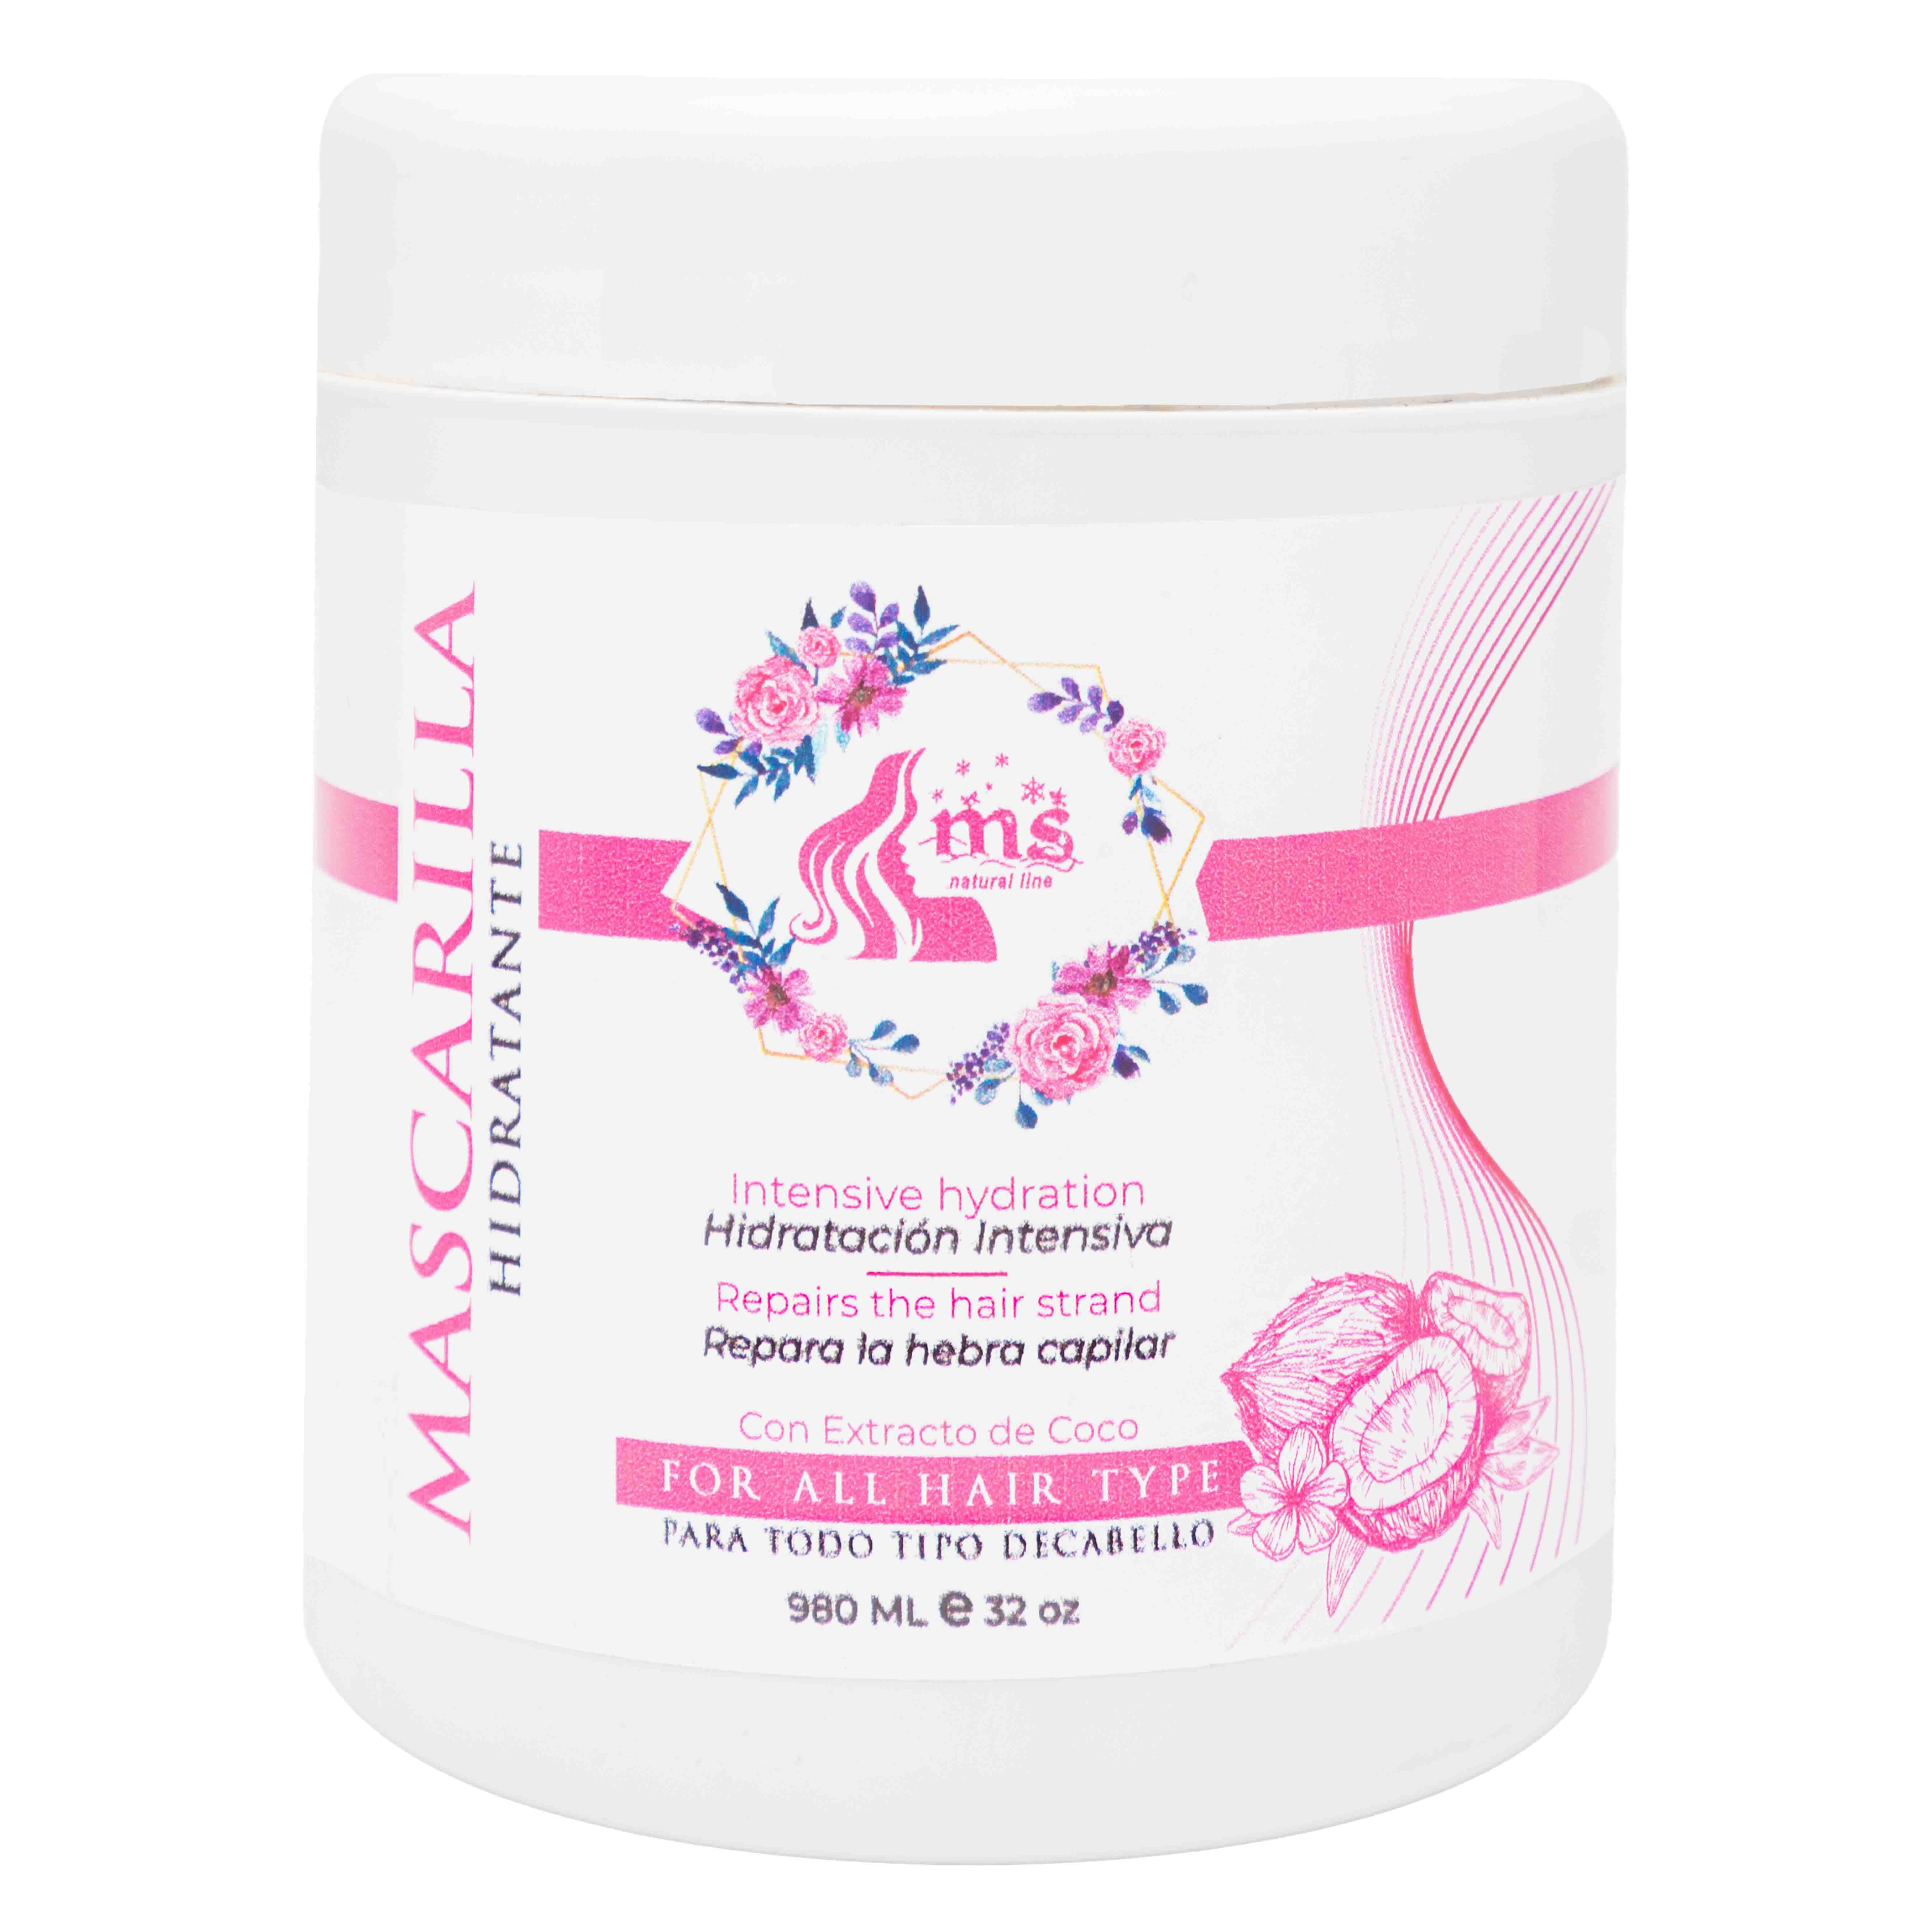 MASCARILLA
HIDRATANTE
ms
natural line
Intensive hydration
Hidratación Intensiva
Repairs the hair strand
Repara la hebra capilar
Con Extracto de Coco
FOR ALL HAIR TYPE
PARA TODO TIPO DECABELLO
980 ML e 32 oz